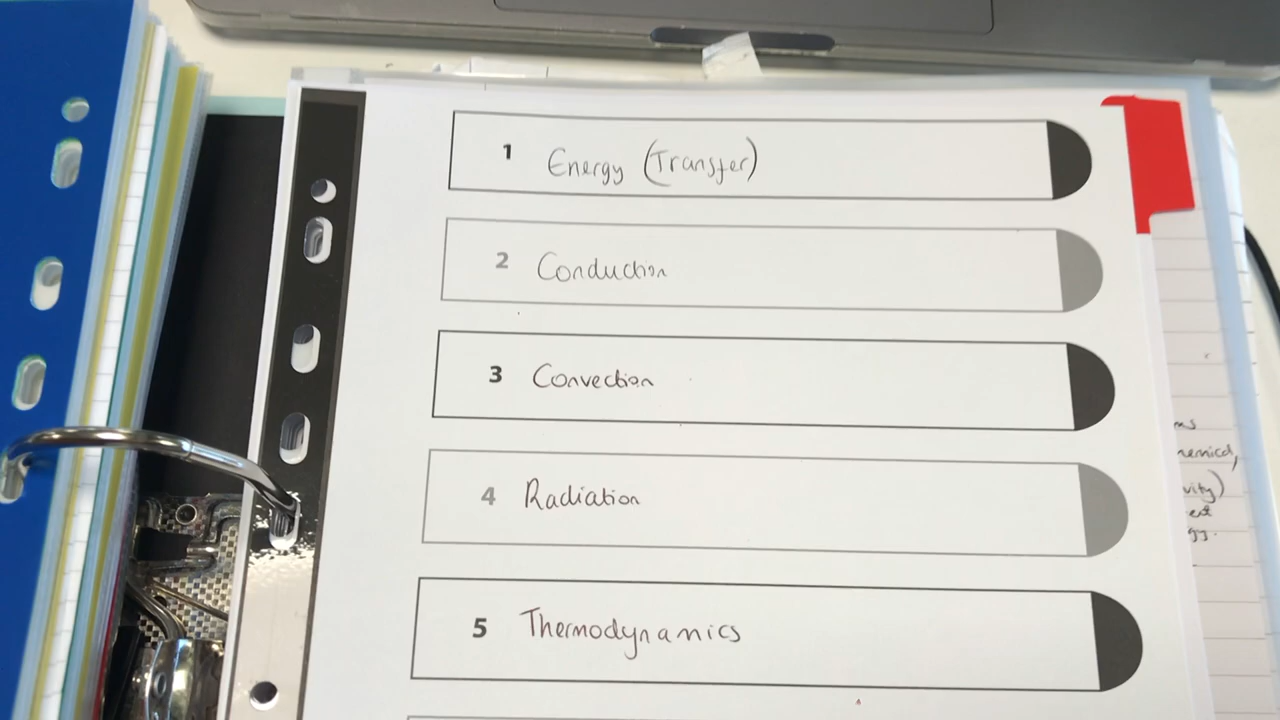 1 Energy (Transfer)
2 Conduction
3 Convection
4 Radiation
5 Thermodynamics